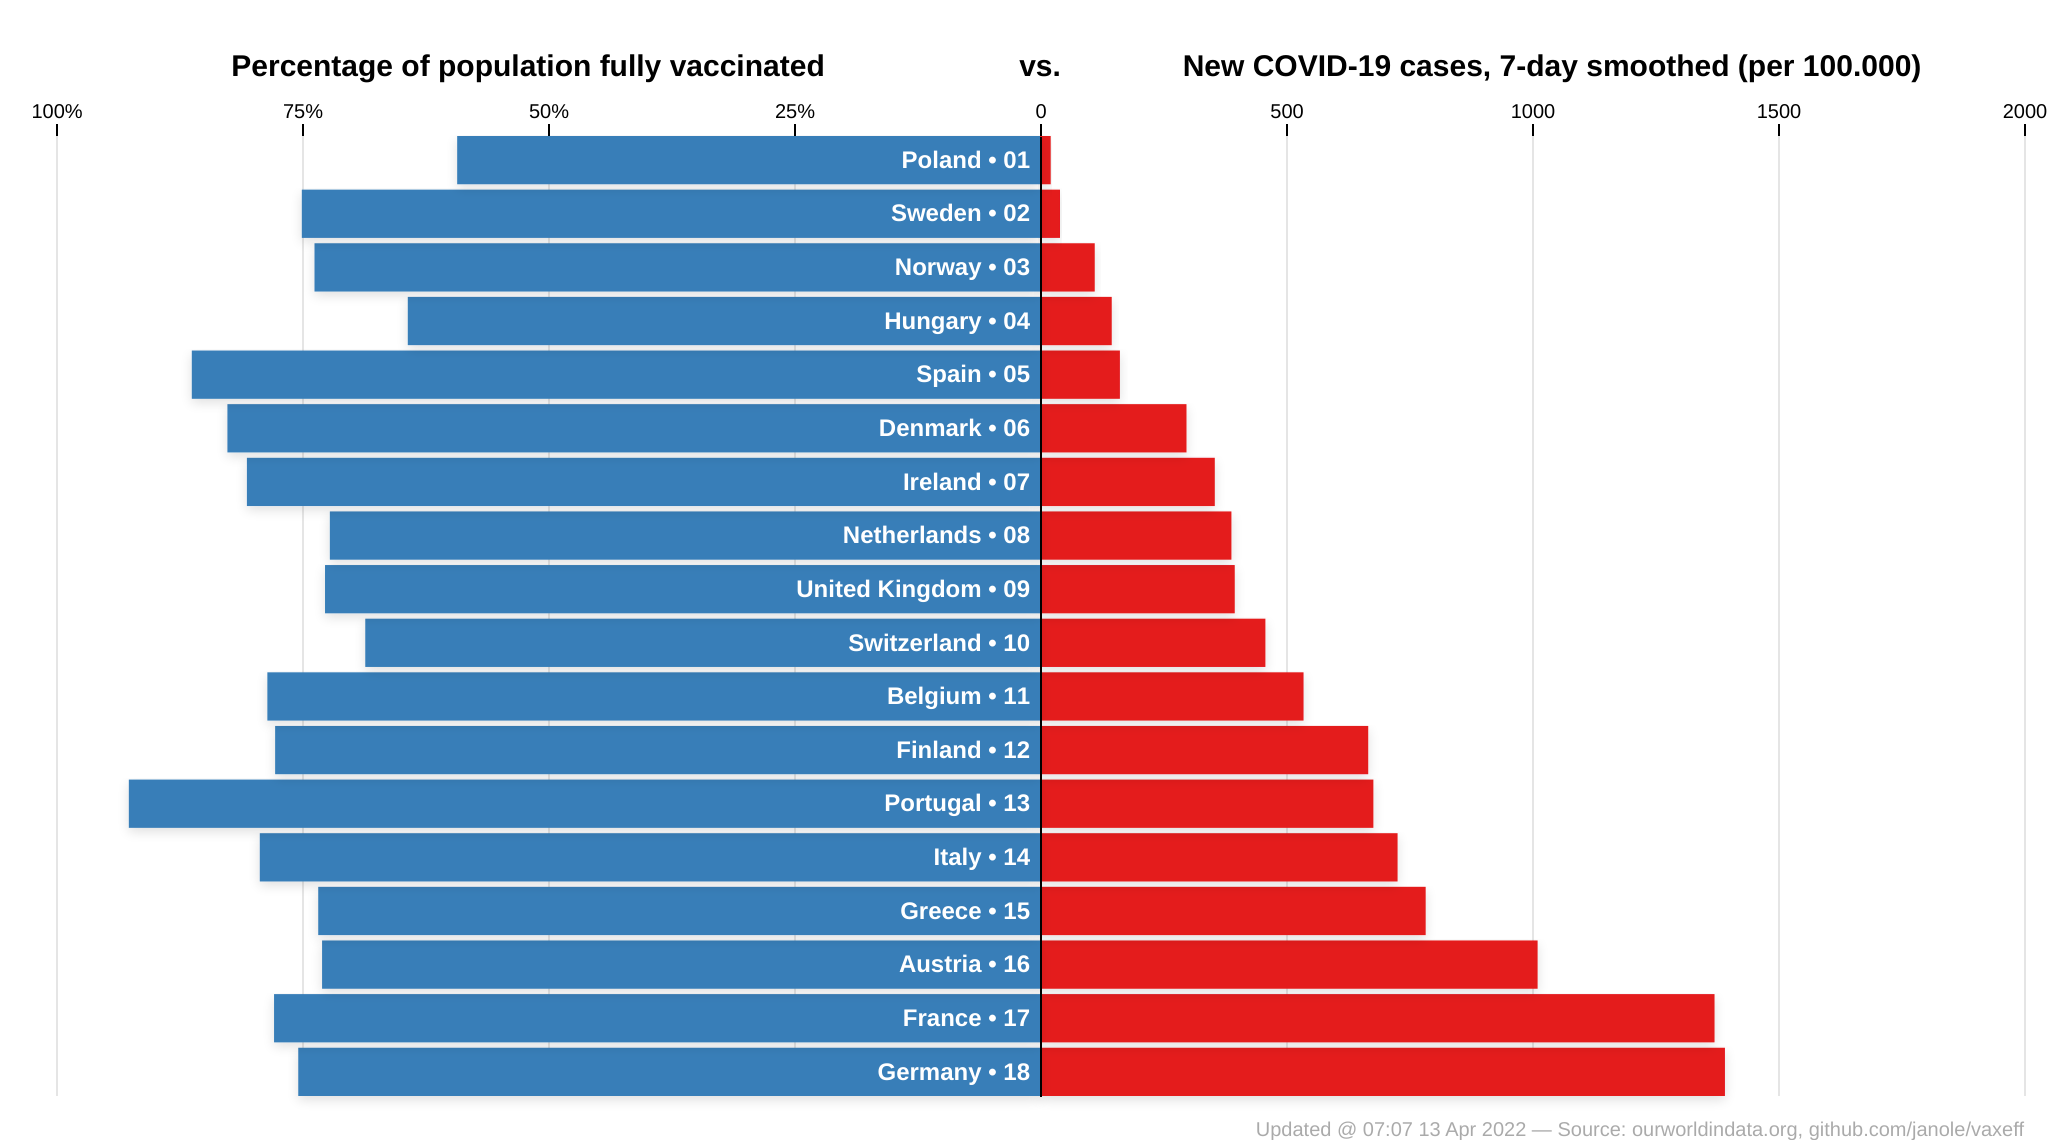 Percentage of population fully vaccinated vs. New COVID-19 cases, 7-day smoothed (per 100.000)
100% 75% 50% 25% 0 500 1000 1500 2000
Poland • 01
Sweden • 02
Norway • 03
Hungary • 04
Spain • 05
Denmark • 06
Ireland • 07
Netherlands • 08
United Kingdom • 09
Switzerland • 10
Belgium • 11
Finland • 12
Portugal • 13
Italy • 14
Greece • 15
Austria • 16
France • 17
Germany • 18
Updated @ 07:07 13 Apr 2022 — Source: ourworldindata.org, github.com/janole/vaxeff